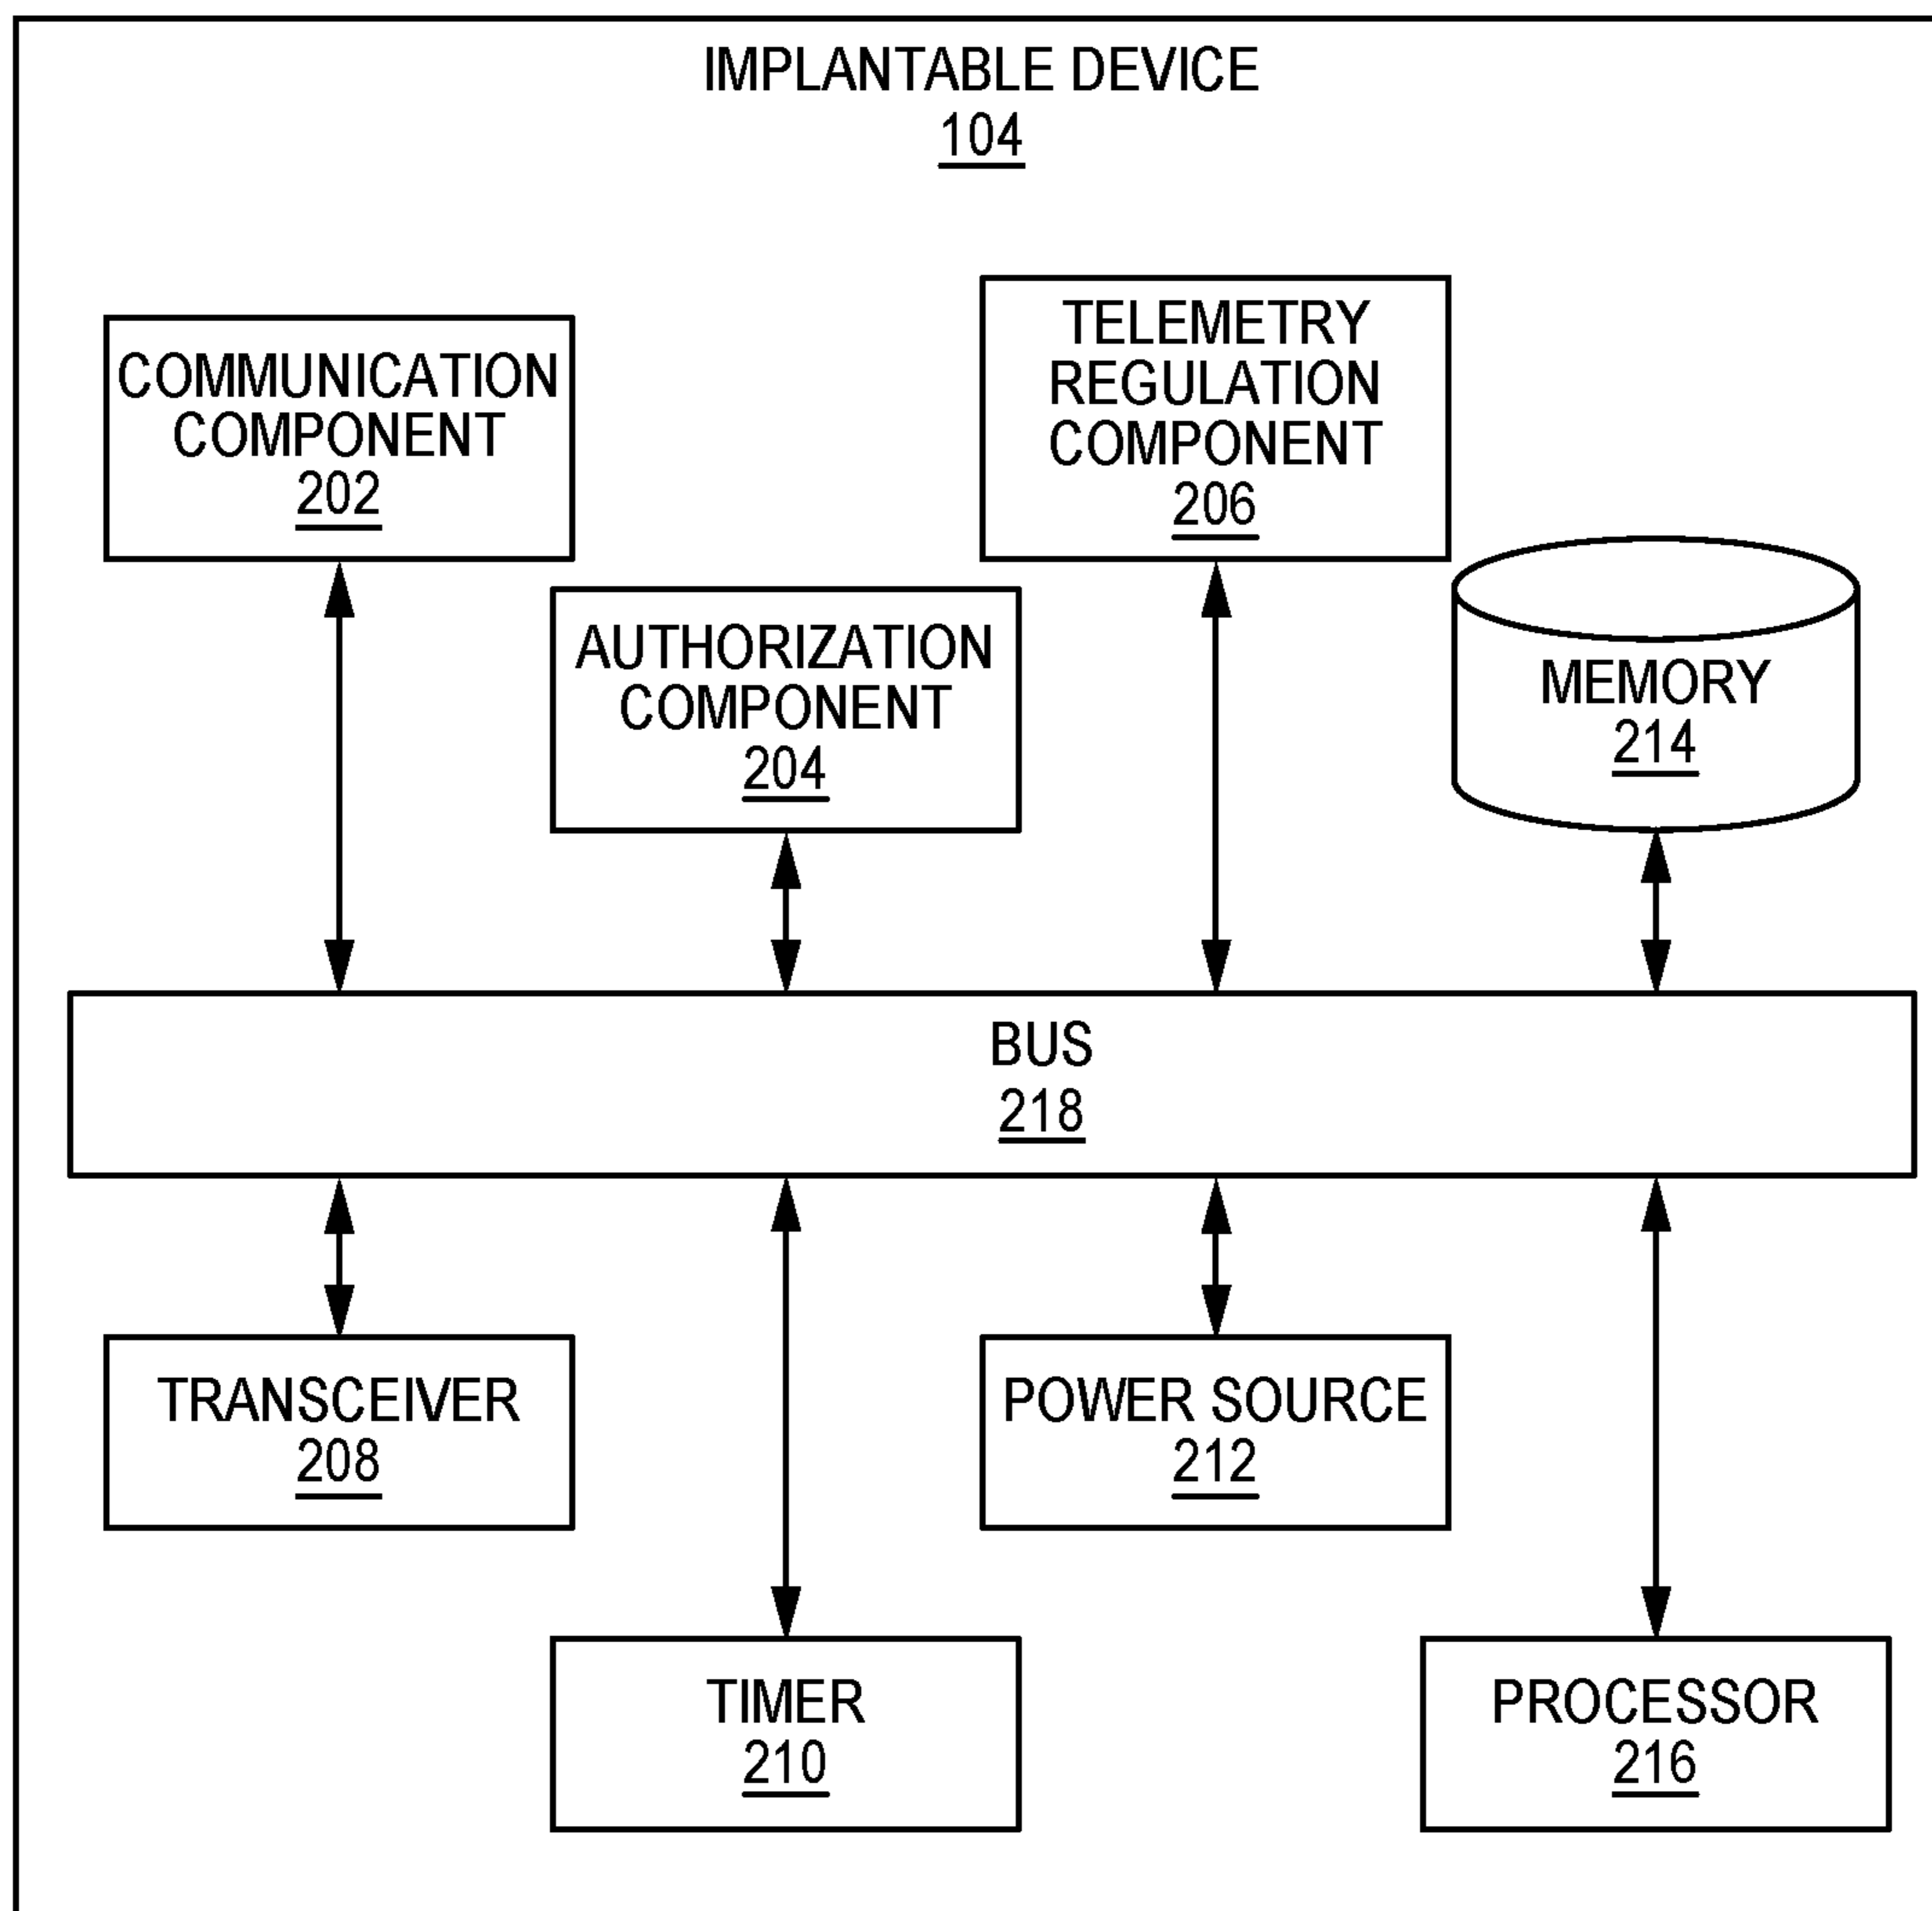 IMPLANTABLE DEVICE
104
COMMUNICATION
COMPONENT
202
TELEMETRY
REGULATION
COMPONENT
206
AUTHORIZATION
COMPONENT
204
MEMORY
214
BUS
218
TRANSCEIVER
208
POWER SOURCE
212
TIMER
210
PROCESSOR
216